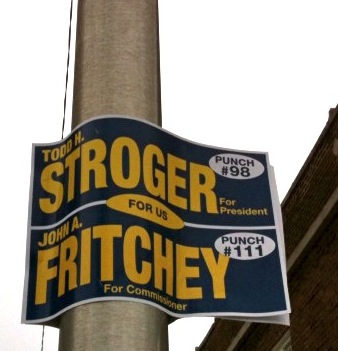 TODD H.
STROGER
PUNCH
#98
For
President
FOR US
JOHN A.
FRITCHEY
PUNCH
#111
For Commissioner